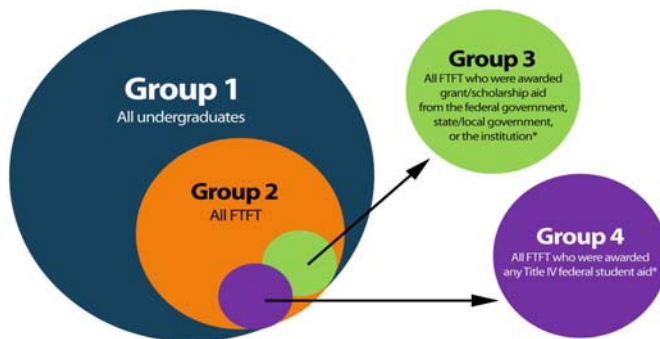 Group 1
All undergraduates
Group 2
All FTFT
Group 3
All FTFT who were awarded
grant/scholarship aid
from the federal government,
state/local government,
or the institution*
Group 4
All FTFT who were awarded
any Title IV federal student aid*